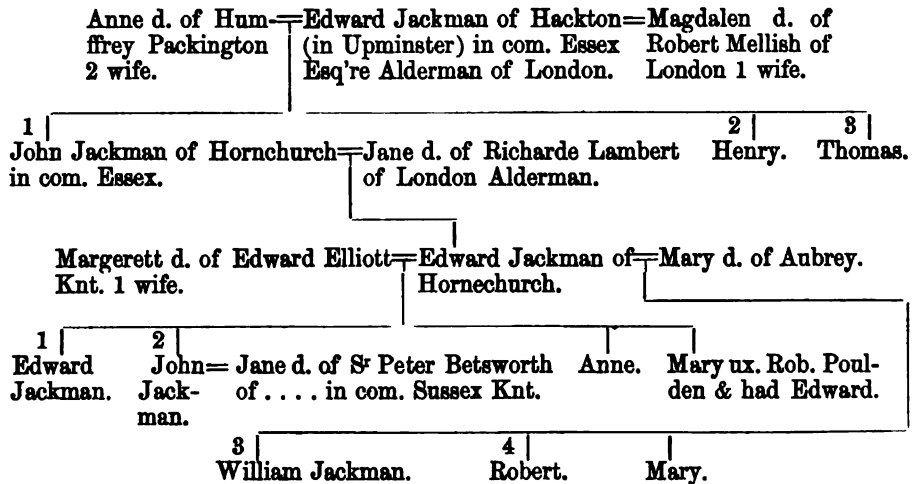 Anne d. of Hum- Edward Jackman of Hackton=Magdalen d. of
ffrey Packington (in Upminster) in com. Essex Robert Mellish of
2 wife. Esq're Alderman of London. London 1 wife.
1 2 3
John Jackman of Hornchurch Jane d. of Richarde Lambert Henry. Thomas.
in com. Essex. of London Alderman.
Margerett d. of Edward Elliott Edward Jackman of Mary d. of Aubrey.
Knt. 1 wife. Hornechurch.
1 2
Edward John= Jane d. of Sr Peter Betsworth Anne. Mary ux. Rob. Poul-
Jackman. Jack- of .... in com. Sussex Knt. den & had Edward.
man.
3 4
William Jackman. Robert. Mary.